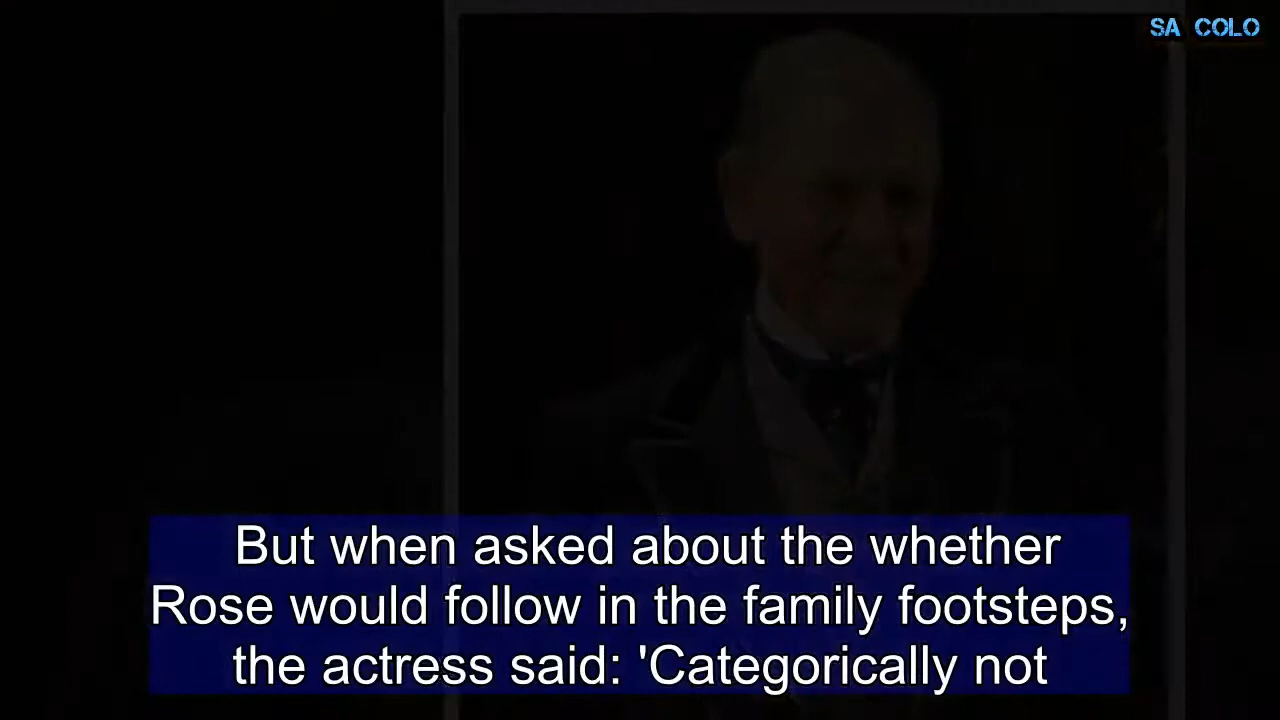 SA COLO
But when asked about the whether
Rose would follow in the family footsteps,
the actress said: 'Categorically not